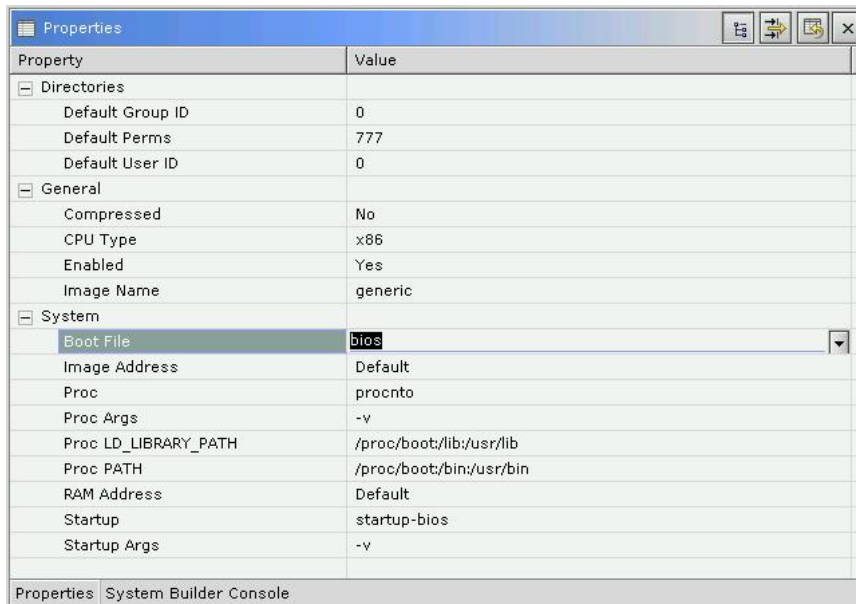 Properties
Property Value
Directories
Default Group ID 0
Default Perms 777
Default User ID 0
General
Compressed No
CPU Type x86
Enabled Yes
Image Name generic
System
Boot File bios
Image Address Default
Proc procnto
Proc Args -v
Proc LD_LIBRARY_PATH /proc/boot:/lib:/usr/lib
Proc PATH /proc/boot:/bin:/usr/bin
RAM Address Default
Startup startup-bios
Startup Args -v
Properties System Builder Console